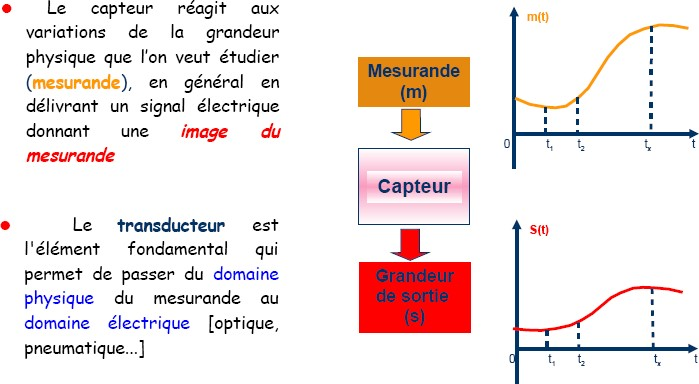 Le capteur réagit aux
variations de la grandeur
physique que l’on veut étudier
(mesurande), en général en
délivrant un signal électrique
donnant une image du
mesurande
Le transducteur est
l'élément fondamental qui
permet de passer du domaine
physique du mesurande au
domaine électrique [optique,
pneumatique...]
Mesurande
(m)
Capteur
Grandeur
de sortie
(s)
m(t)
0 t1 t2 tx t
S(t)
0 t1 t2 tx t